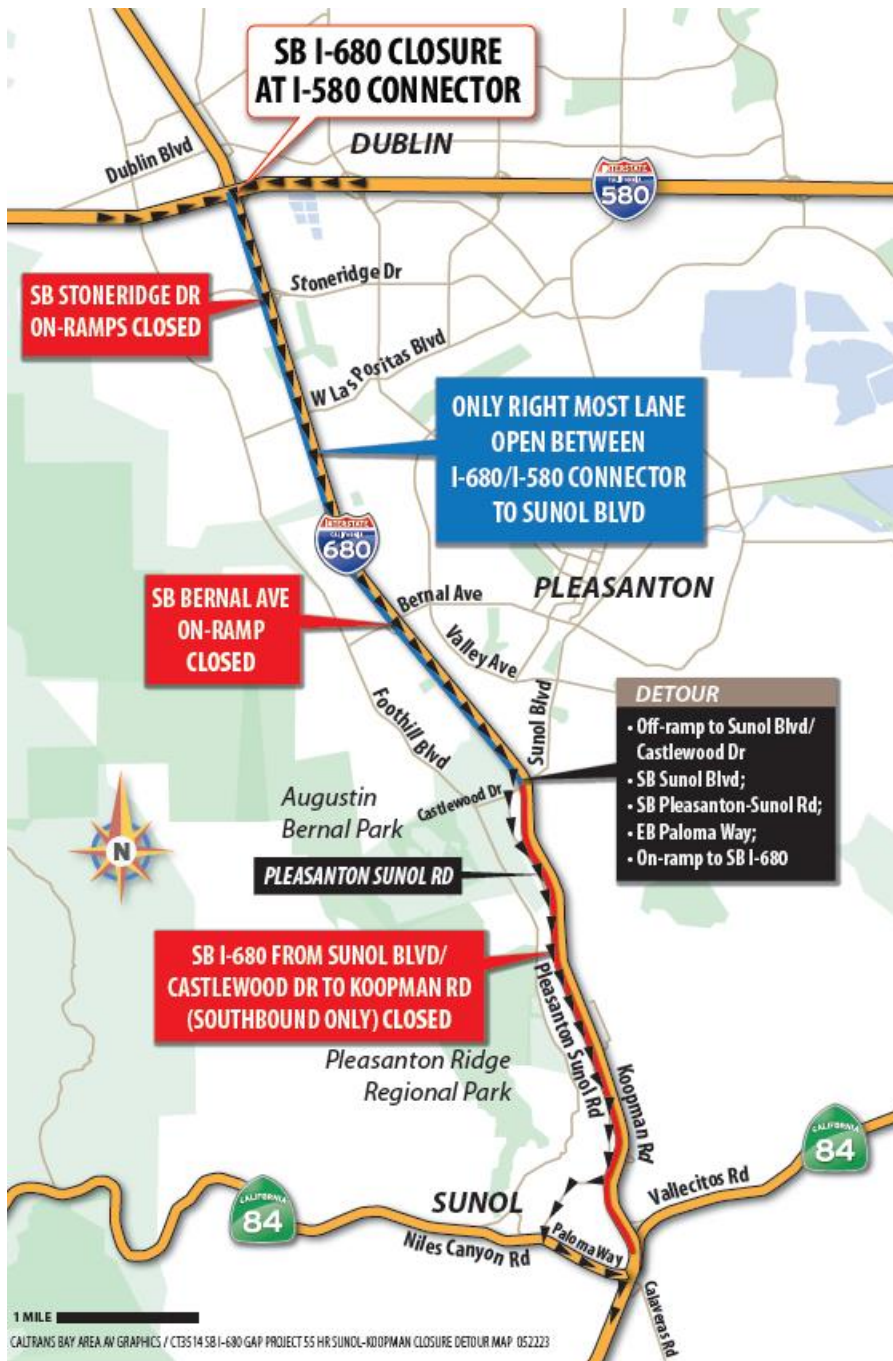 SB I-680 CLOSURE
AT I-580 CONNECTOR
DUBLIN
Dublin Blvd
INTERSTATE
CALIFORNIA
580
SB STONERIDGE DR
ON-RAMPS CLOSED
Stoneridge Dr
W Las Positas Blvd
ONLY RIGHT MOST LANE
OPEN BETWEEN
I-680/I-580 CONNECTOR
TO SUNOL BLVD
INTERSTATE
CALIFORNIA
680
SB BERNAL AVE
ON-RAMP
CLOSED
Bernal Ave
PLEASANTON
Valley Ave
Foothill Blvd
Sunol Blvd
DETOUR
• Off-ramp to Sunol Blvd/
Castlewood Dr
• SB Sunol Blvd;
• SB Pleasanton-Sunol Rd;
• EB Paloma Way;
• On-ramp to SB I-680
Castlewood Dr
Augustin
Bernal Park
N
PLEASANTON SUNOL RD
SB I-680 FROM SUNOL BLVD/
CASTLEWOOD DR TO KOOPMAN RD
(SOUTHBOUND ONLY) CLOSED
Pleasanton Sunol Rd
Pleasanton Ridge
Regional Park
Koopman Rd
CALIFORNIA
84
Vallecitos Rd
CALIFORNIA
84
SUNOL
Niles Canyon Rd
Paloma Way
Calaveras Rd
1 MILE
CALTRANS BAY AREA AV GRAPHICS / CT3514 SB I-680 GAP PROJECT 55 HR SUNOL-KOOPMAN CLOSURE DETOUR MAP 052223